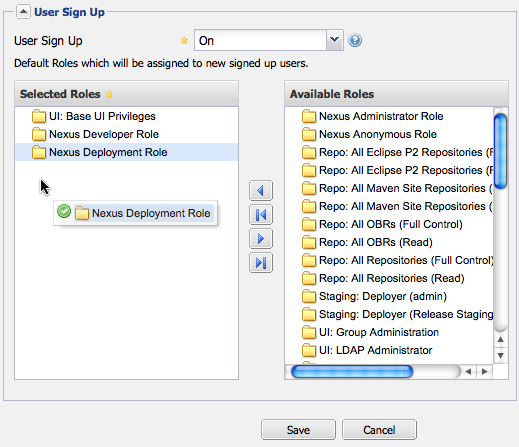 User Sign Up
User Sign Up On
Default Roles which will be assigned to new signed up users.
Selected Roles
UI: Base UI Privileges
Nexus Developer Role
Nexus Deployment Role
Nexus Deployment Role
Available Roles
Nexus Administrator Role
Nexus Anonymous Role
Repo: All Eclipse P2 Repositories (F
Repo: All Eclipse P2 Repositories (
Repo: All Maven Site Repositories (
Repo: All Maven Site Repositories (
Repo: All OBRs (Full Control)
Repo: All OBRs (Read)
Repo: All Repositories (Full Control)
Repo: All Repositories (Read)
Staging: Deployer (admin)
Staging: Deployer (Release Staging
UI: Group Administration
UI: LDAP Administrator
Save Cancel